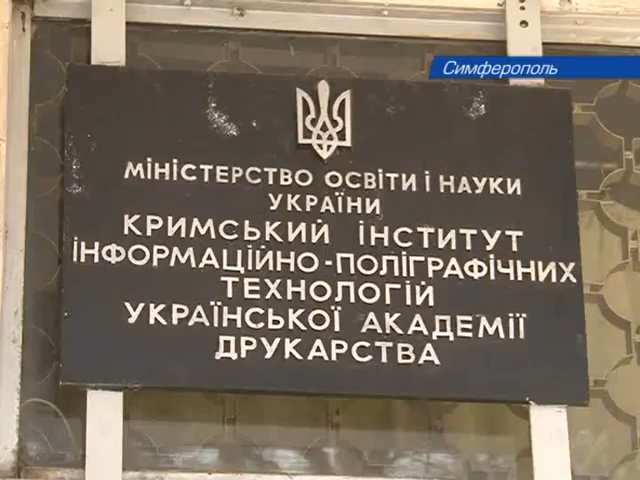 Симферополь
МІНІСТЕРСТВО ОСВІТИ І НАУКИ
УКРАЇНИ
КРИМСЬКИЙ ІНСТИТУТ
ІНФОРМАЦІЙНО-ПОЛІГРАФІЧНИХ
ТЕХНОЛОГІЙ
УКРАЇНСЬКОЇ АКАДЕМІЇ
ДРУКАРСТВА